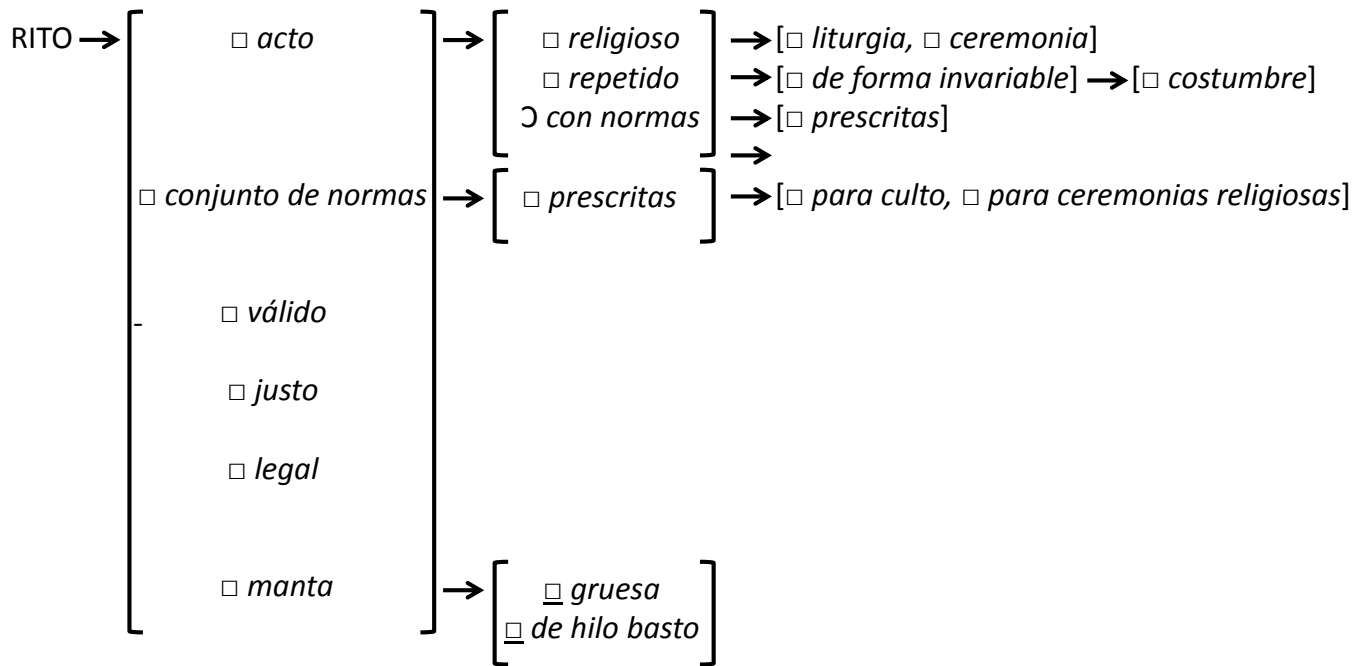 RITO → □ acto → □ religioso → [□ liturgia, □ ceremonia]
□ repetido → [□ de forma invariable] → [□ costumbre]
Ɔ con normas → [□ prescritas]
→
□ conjunto de normas → □ prescritas → [□ para culto, □ para ceremonias religiosas]
- □ válido
□ justo
□ legal
□ manta → □ gruesa
□ de hilo basto